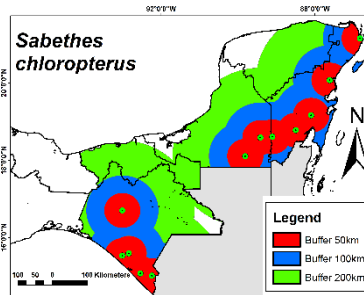 92°0'0"W 88°0'0"W
Sabethes
chloropterus
20°0'0"N
N
18°0'0"N
16°0'0"N
Legend
Buffer 50km
Buffer 100km
Buffer 200km
100 50 0 100 Kilometers